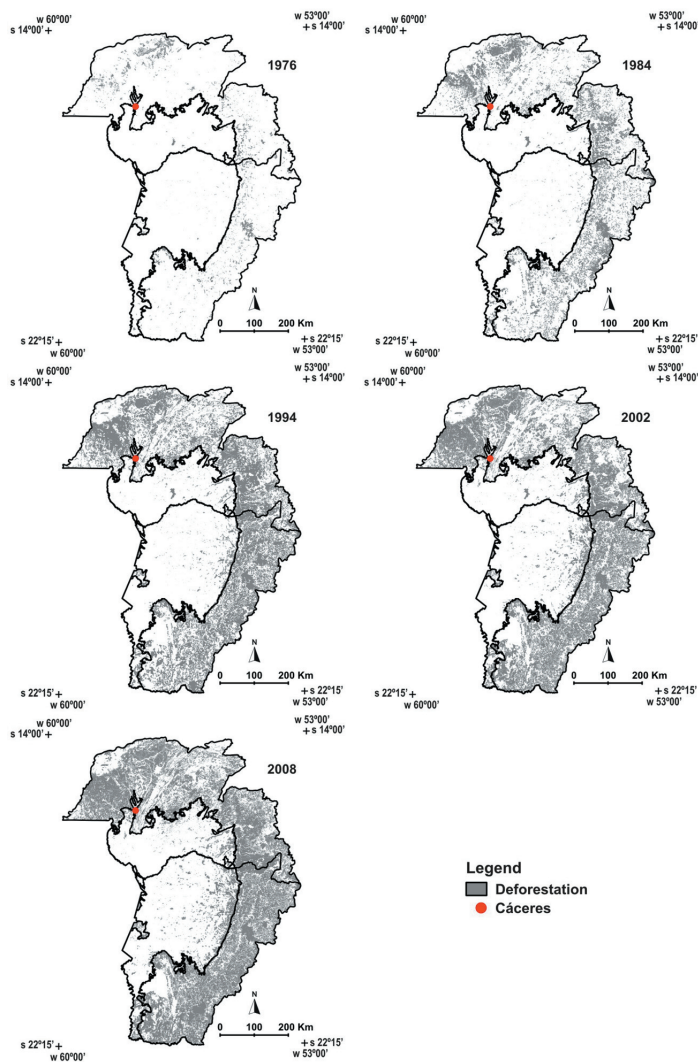 w 60º00'
s 14º00' +
w 53º00'
+ s 14º00'
1976
N
0 100 200 Km
s 22º15' +
w 60º00'
+ s 22º15'
w 53º00'
w 60º00'
s 14º00' +
w 53º00'
+ s 14º00'
1984
N
0 100 200 Km
s 22º15' +
w 60º00'
+ s 22º15'
w 53º00'
w 60º00'
s 14º00' +
w 53º00'
+ s 14º00'
1994
N
0 100 200 Km
s 22º15' +
w 60º00'
+ s 22º15'
w 53º00'
w 60º00'
s 14º00' +
w 53º00'
+ s 14º00'
2002
N
0 100 200 Km
s 22º15' +
w 60º00'
+ s 22º15'
w 53º00'
w 60º00'
s 14º00' +
w 53º00'
+ s 14º00'
2008
N
0 100 200 Km
s 22º15' +
w 60º00'
+ s 22º15'
w 53º00'
Legend
Deforestation
Cáceres